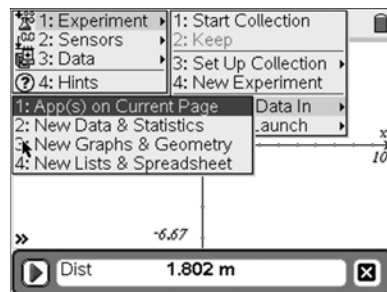 1: Experiment
2: Sensors
3: Data
4: Hints
1: Start Collection
2: Keep
3: Set Up Collection
4: New Experiment
Data In
Launch
1: App(s) on Current Page
2: New Data & Statistics
3: New Graphs & Geometry
4: New Lists & Spreadsheet
x
10
-6.67
Dist 1.802 m